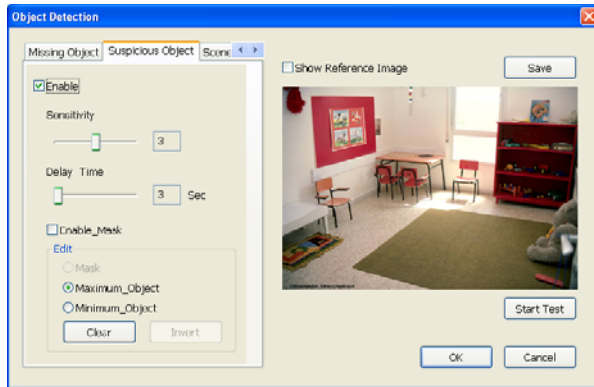 Object Detection
Missing Object
Suspicious Object
Scene
Enable
Sensitivity
3
Delay Time
3 Sec
Enable_Mask
Edit
Mask
Maximum_Object
Minimum_Object
Clear
Invert
Show Reference Image
Save
Start Test
OK
Cancel